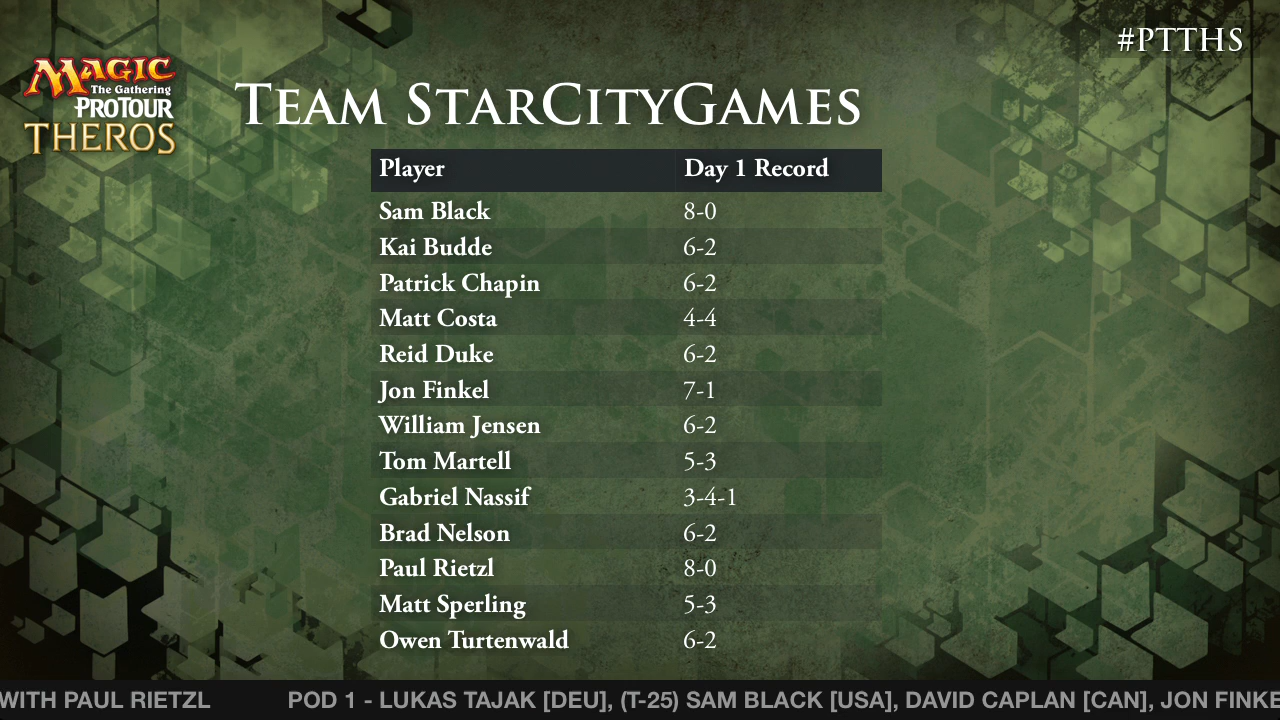 #PTTHS
MAGIC
The Gathering
PROTOUR
THEROS
TEAM STARCITYGAMES
Player Day 1 Record
Sam Black 8-0
Kai Budde 6-2
Patrick Chapin 6-2
Matt Costa 4-4
Reid Duke 6-2
Jon Finkel 7-1
William Jensen 6-2
Tom Martell 5-3
Gabriel Nassif 3-4-1
Brad Nelson 6-2
Paul Rietzl 8-0
Matt Sperling 5-3
Owen Turtenwald 6-2
WITH PAUL RIETZL POD 1 - LUKAS TAJAK [DEU], (T-25) SAM BLACK [USA], DAVID CAPLAN [CAN], JON FINKE